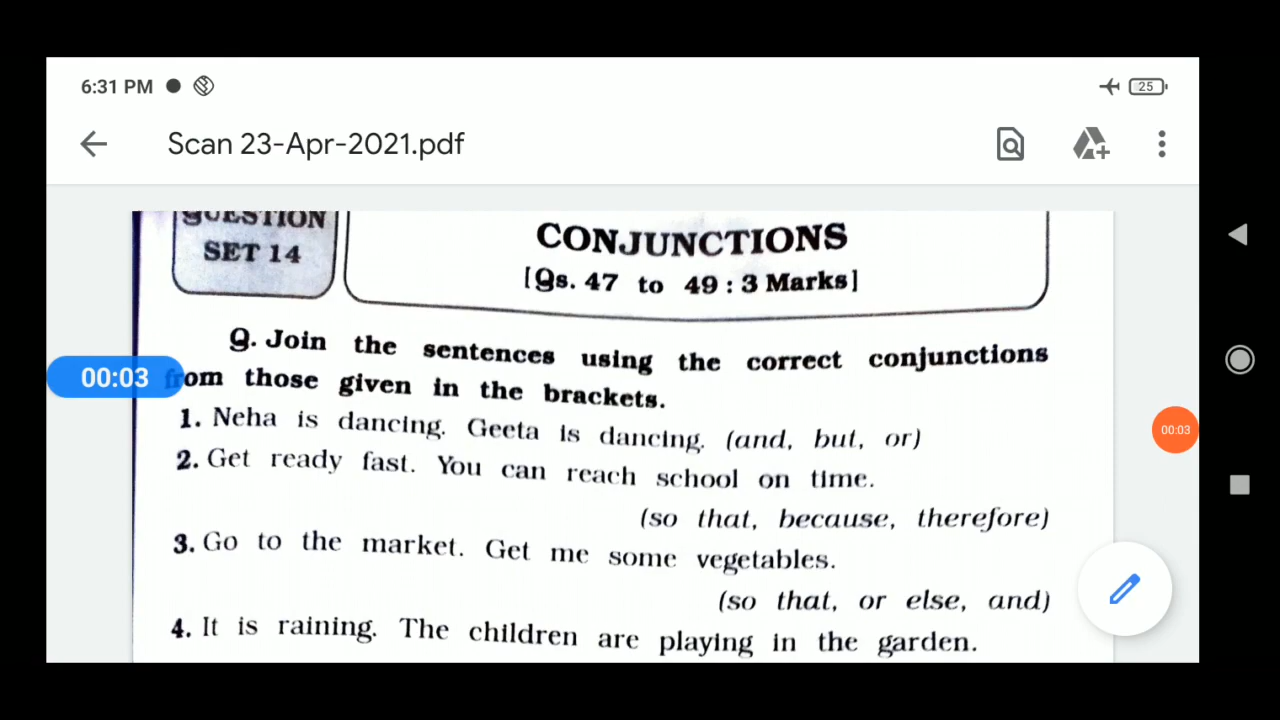 6:31 PM
25
Scan 23-Apr-2021.pdf
QUESTION
SET 14
CONJUNCTIONS
[Qs. 47 to 49 : 3 Marks]
Q. Join the sentences using the correct conjunctions
00:03
from those given in the brackets.
1. Neha is dancing. Geeta is dancing. (and, but, or)
00:03
2. Get ready fast. You can reach school on time.
(so that, because, therefore)
3. Go to the market. Get me some vegetables.
(so that, or else, and)
4. It is raining. The children are playing in the garden.